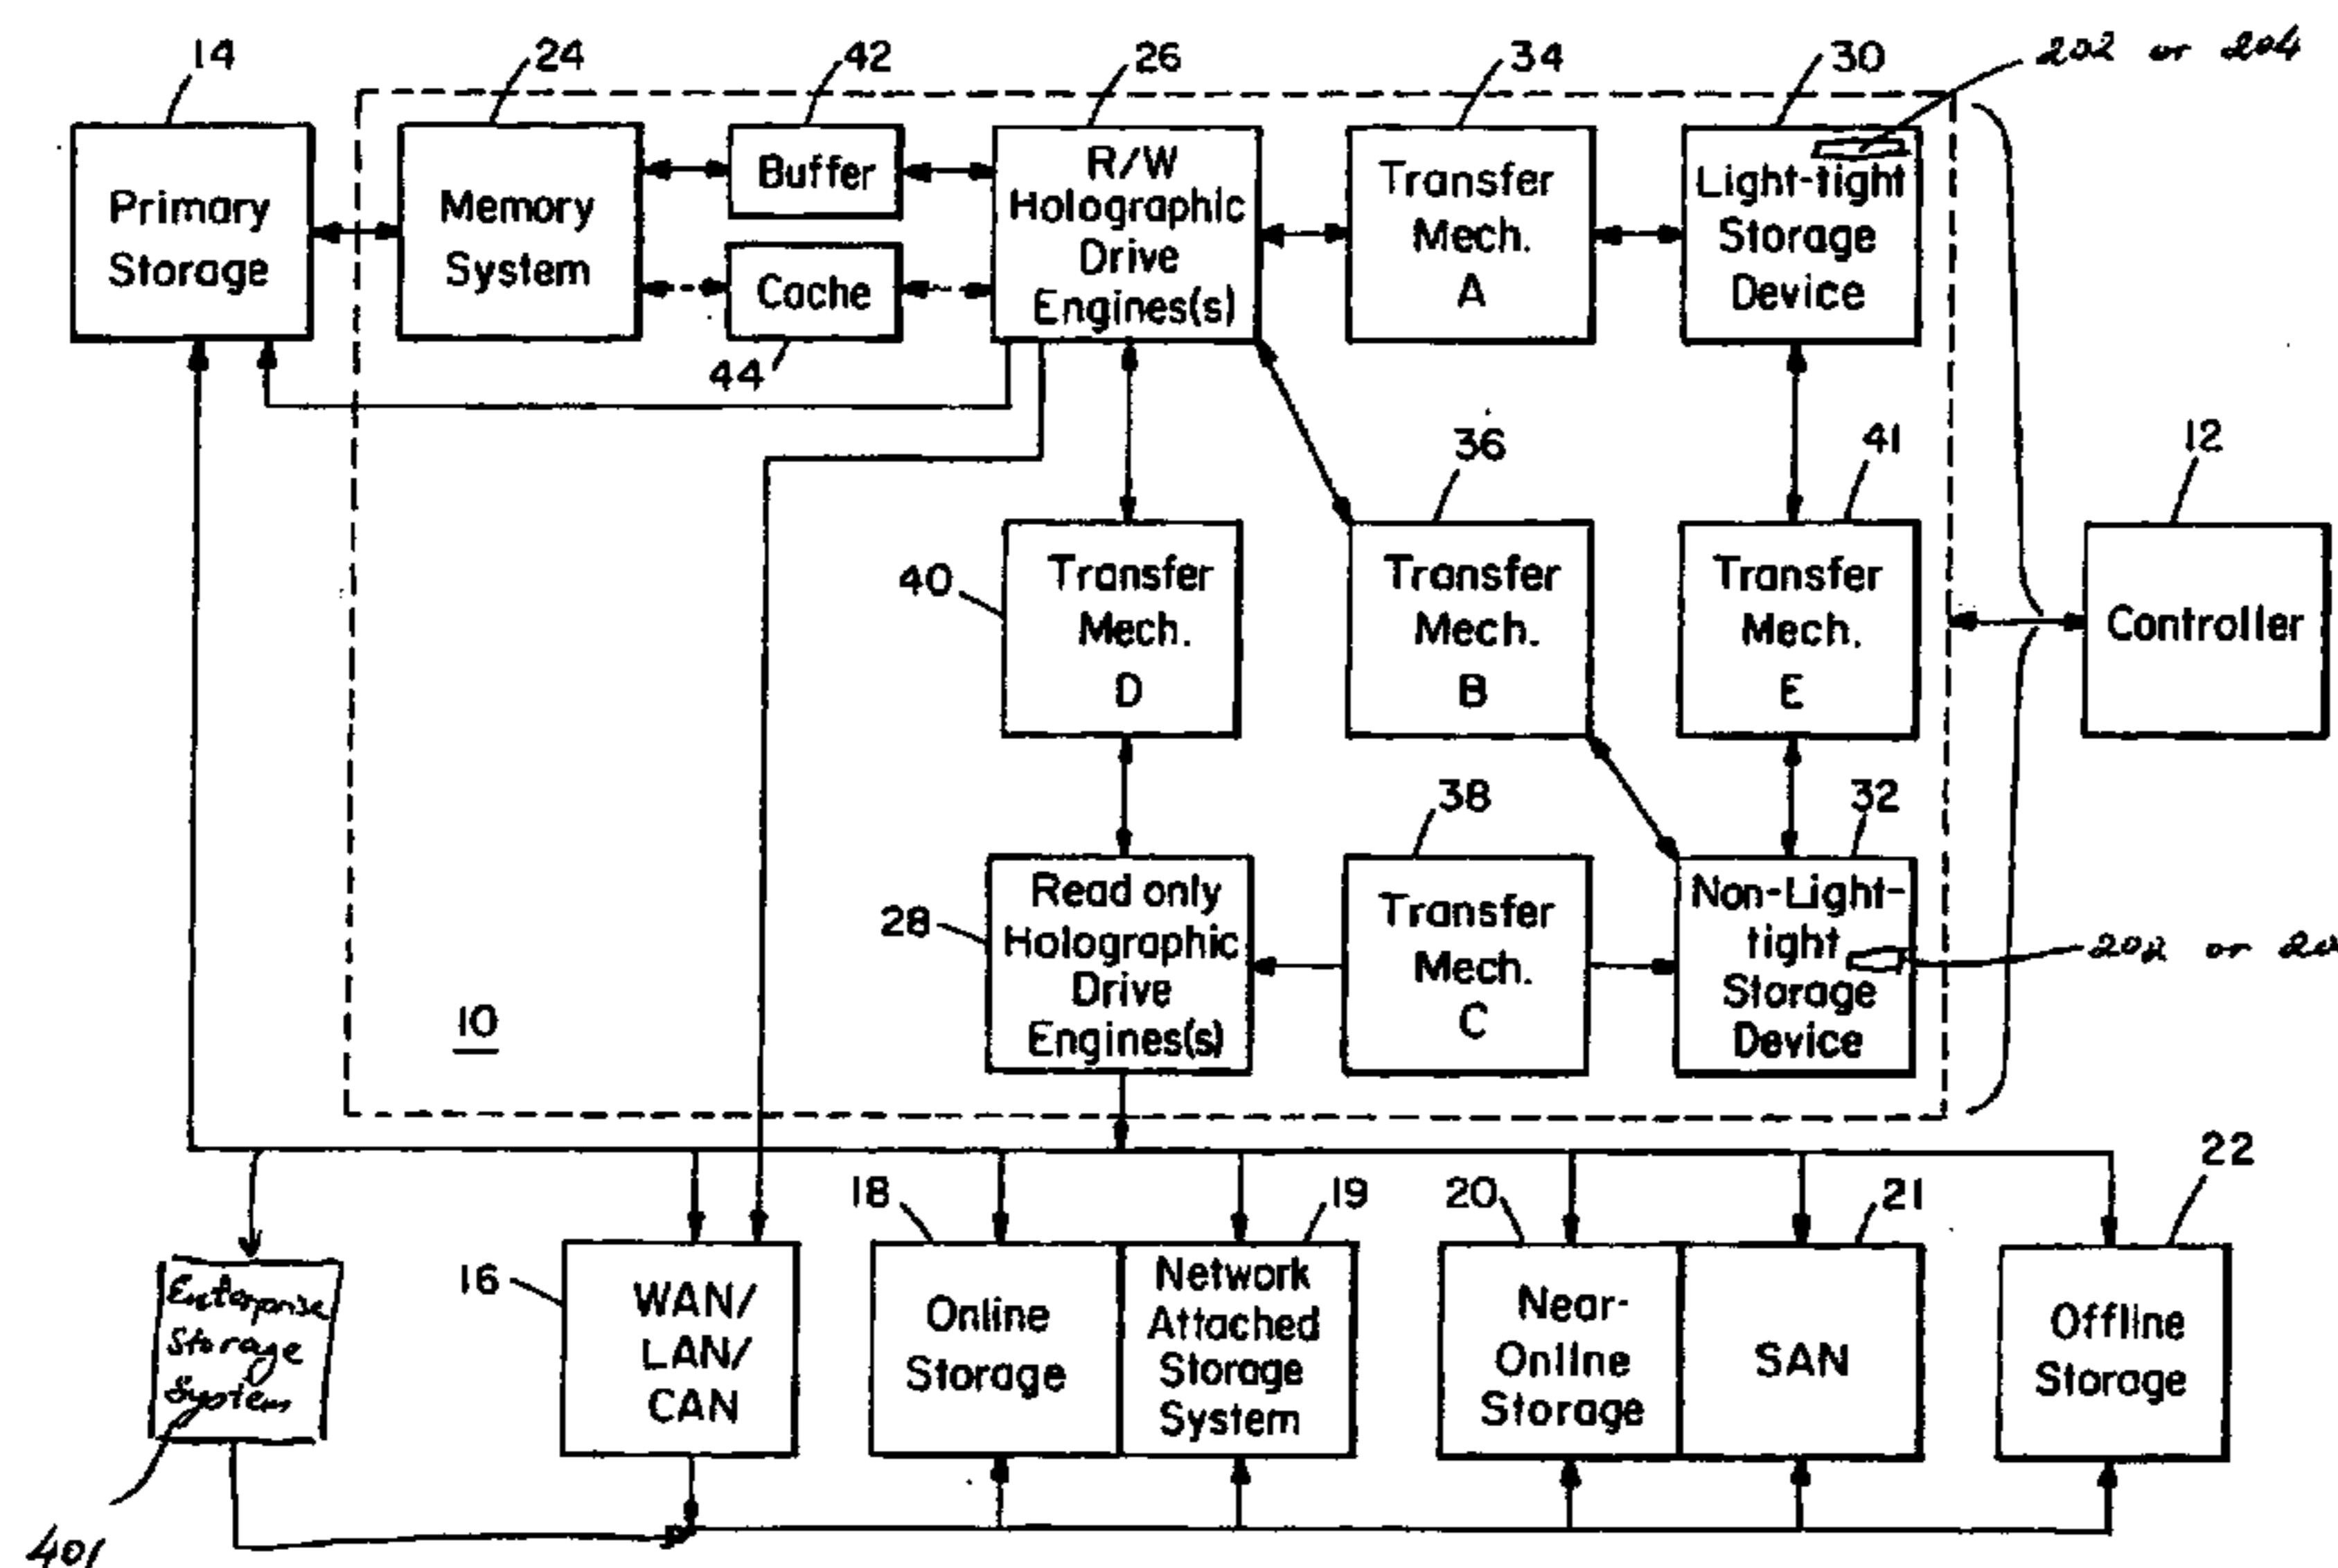 14
24
42
26
34
30
202 or 204
Primary
Storage
Memory
System
Buffer
Cache
44
R/W
Holographic
Drive
Engines(s)
Transfer
Mech.
A
Light-tight
Storage
Device
36
41
12
40
Transfer
Mech.
D
Transfer
Mech.
B
Transfer
Mech.
E
Controller
38
32
28
Read only
Holographic
Drive
Engines(s)
Transfer
Mech.
C
Non-Light-
tight
Storage
Device
202 or
10
18
19
20
21
22
Enterprise
Storage
System
401
16
WAN/
LAN/
CAN
Online
Storage
Network
Attached
Storage
System
Near-
Online
Storage
SAN
Offline
Storage